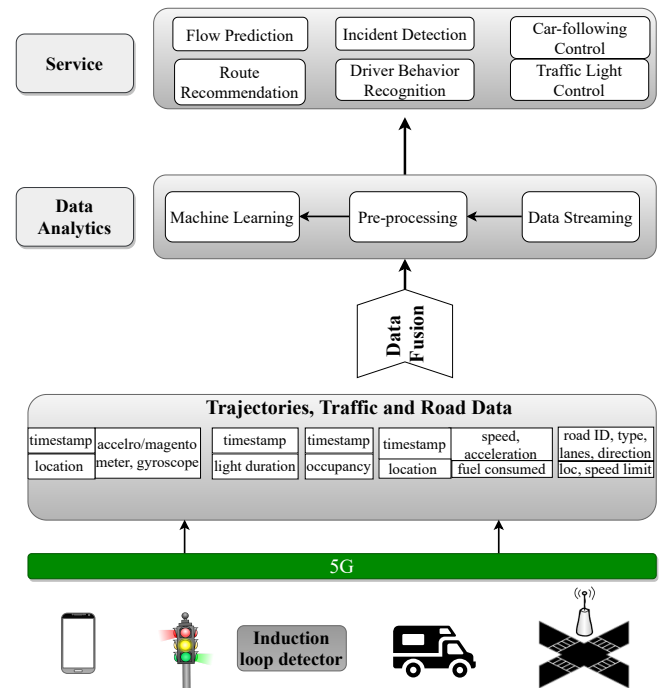 Service
Flow Prediction
Incident Detection
Car-following
Control
Route
Recommendation
Driver Behavior
Recognition
Traffic Light
Control
Data
Analytics
Machine Learning
Pre-processing
Data Streaming
Data
Fusion
Trajectories, Traffic and Road Data
timestamp
location
accelro/magento
meter, gyroscope
timestamp
light duration
timestamp
occupancy
timestamp
location
speed,
acceleration
fuel consumed
road ID, type,
lanes, direction
loc, speed limit
5G
Induction
loop detector